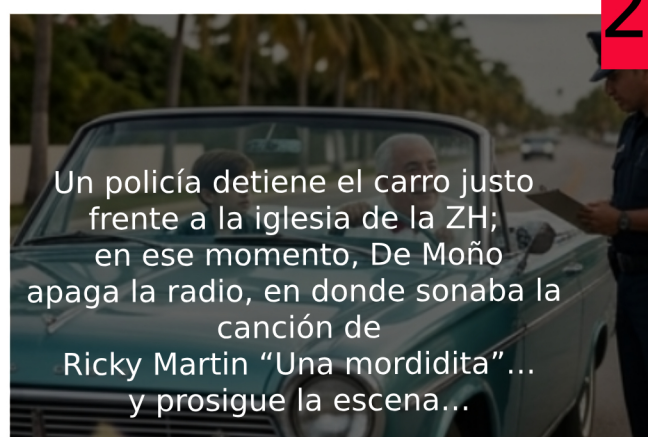 2
Un policía detiene el carro justo
frente a la iglesia de la ZH;
en ese momento, De Moño
apaga la radio, en donde sonaba la
canción de
Ricky Martin “Una mordidita”...
y prosigue la escena...